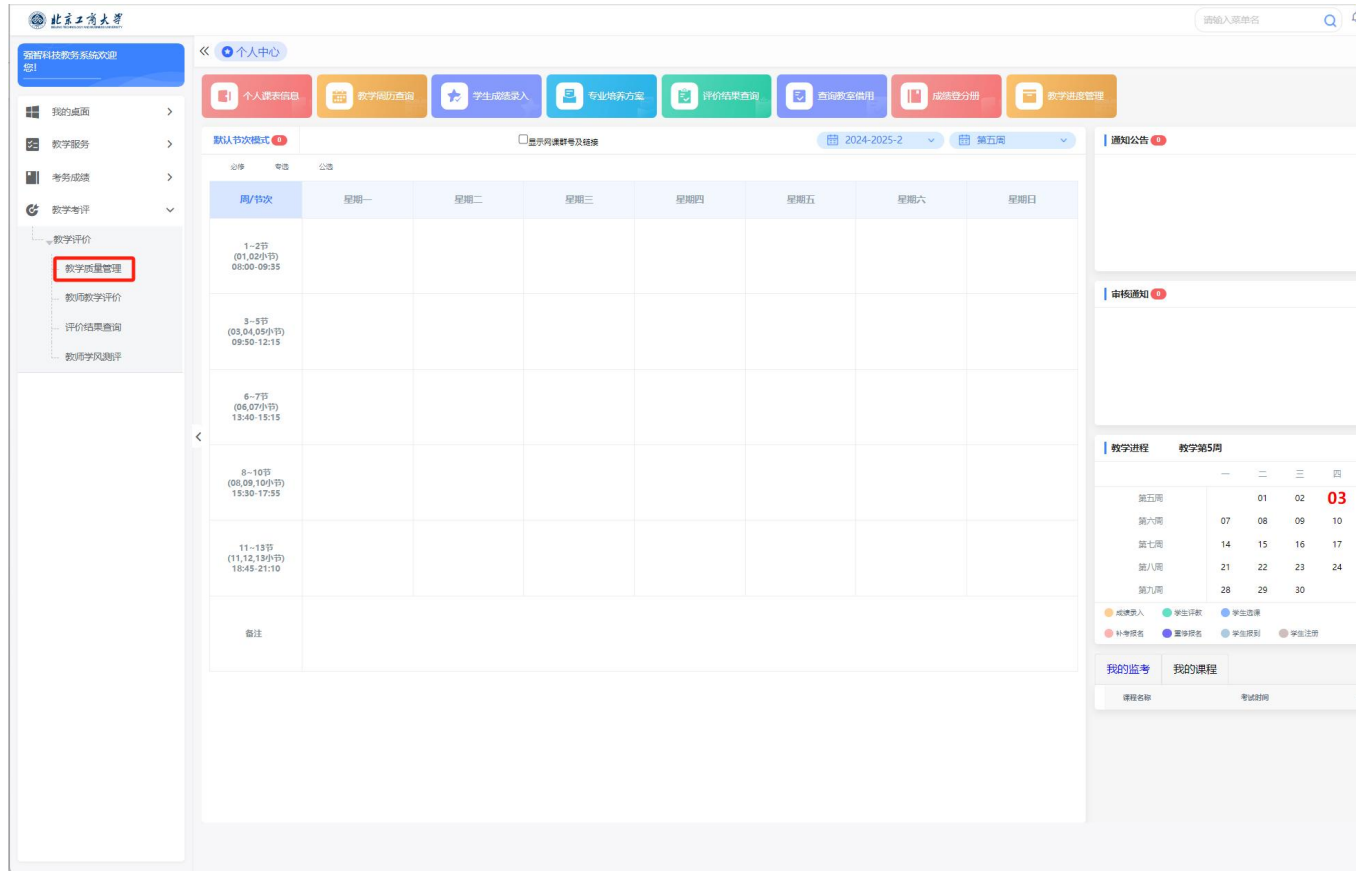 北京工商大学
BEIJING TECHNOLOGY AND BUSINESS UNIVERSITY
请输入菜单名
强智科技教务系统欢迎
您!
我的桌面
教学服务
考务成绩
教学考评
教学评价
教学质量管理
教师教学评价
评价结果查询
教师学风测评
个人中心
个人课表信息
教学周历查询
学生成绩录入
专业培养方案
评价结果查询
查询教室借用
成绩登分册
教学进度管理
默认节次模式 0
显示网课群号及链接
2024-2025-2
第五周
必修 专选 公选
周/节次 星期一 星期二 星期三 星期四 星期五 星期六 星期日
1~2节
(01,02小节)
08:00-09:35
3~5节
(03,04,05小节)
09:50-12:15
6~7节
(06,07小节)
13:40-15:15
8~10节
(08,09,10小节)
15:30-17:55
11~13节
(11,12,13小节)
18:45-21:10
备注
通知公告 0
审核通知 0
教学进程 教学第5周
一 二 三 四
第五周 01 02 03
第六周 07 08 09 10
第七周 14 15 16 17
第八周 21 22 23 24
第九周 28 29 30
成绩录入 学生评教 学生选课
补考报名 重修报名 学生报到 学生注册
我的监考 我的课程
课程名称 考试时间